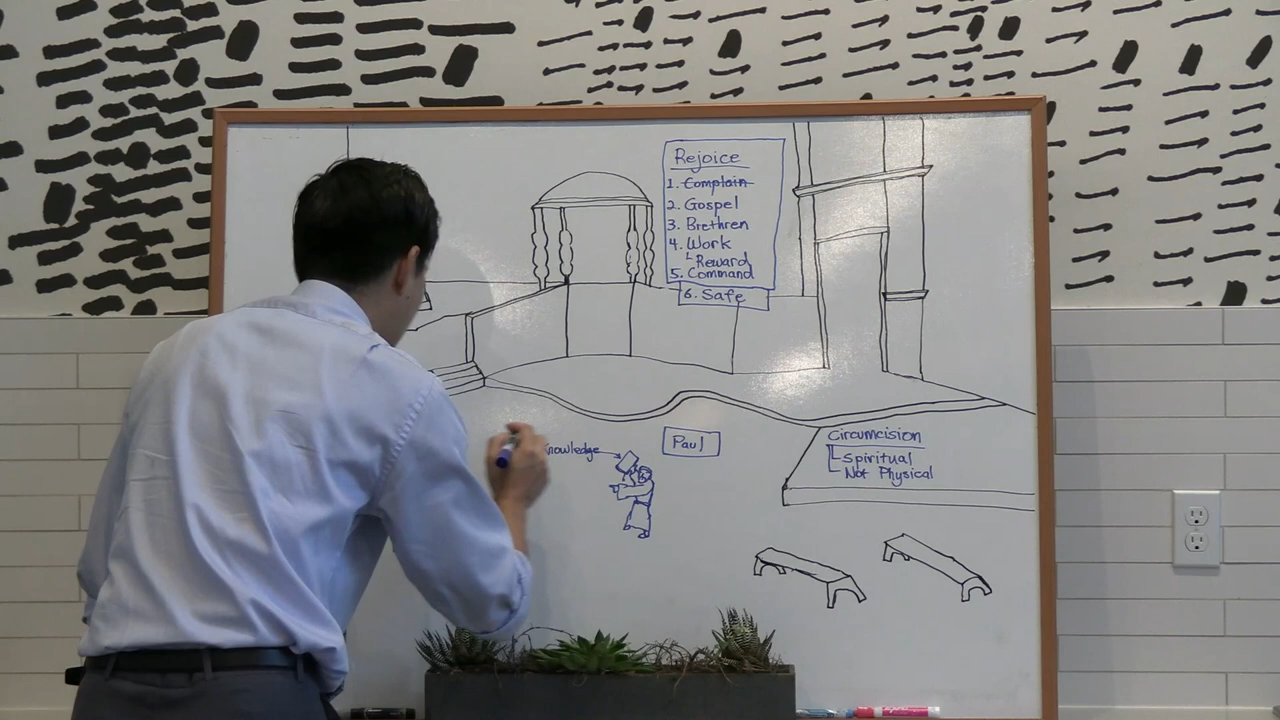 Rejoice
1. Complain
2. Gospel
3. Brethren
4. Work
Reward
5. Command
6. Safe
Paul
Circumcision
Spiritual
Not Physical